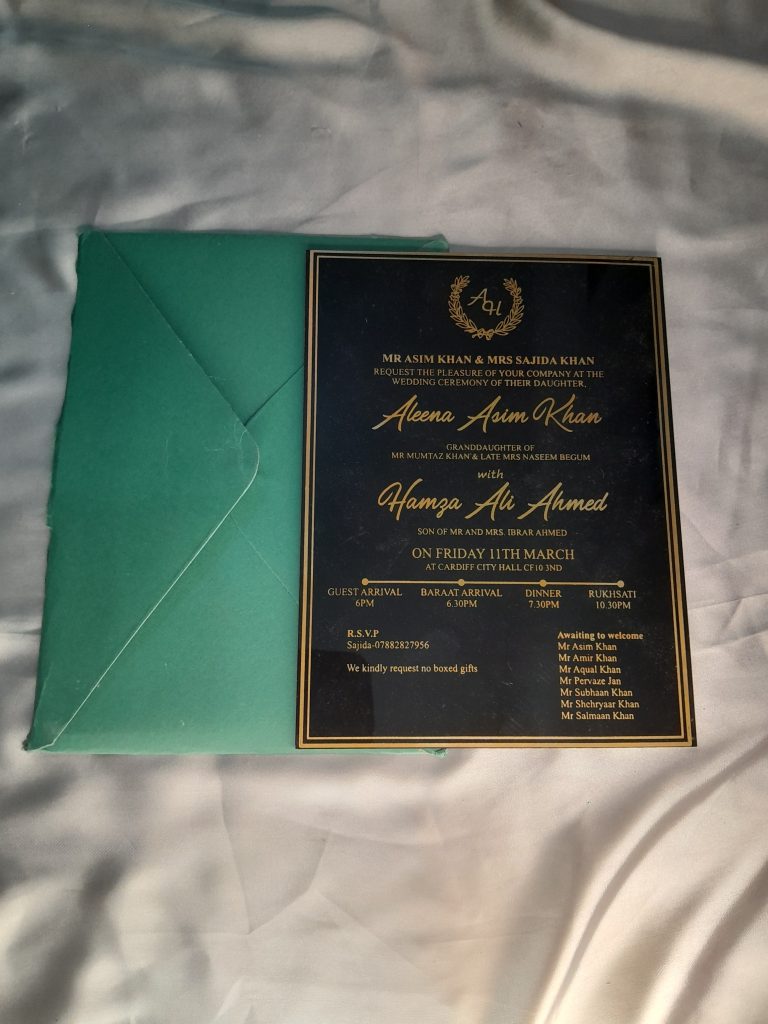 AH
MR ASIM KHAN & MRS SAJIDA KHAN
REQUEST THE PLEASURE OF YOUR COMPANY AT THE
WEDDING CEREMONY OF THEIR DAUGHTER,
Aleena Asim Khan
GRANDDAUGHTER OF
MR MUMTAZ KHAN & LATE MRS NASEEM BEGUM
with
Hamza Ali Ahmed
SON OF MR AND MRS. IBRAR AHMED
ON FRIDAY 11TH MARCH
AT CARDIFF CITY HALL CF10 3ND
GUEST ARRIVAL BARAAT ARRIVAL DINNER RUKHSATI
6PM 6.30PM 7.30PM 10.30PM
R.S.V.P
Sajida-07882827956
We kindly request no boxed gifts
Awaiting to welcome
Mr Asim Khan
Mr Amir Khan
Mr Aqual Khan
Mr Pervaze Jan
Mr Subhaan Khan
Mr Shehryaar Khan
Mr Salmaan Khan